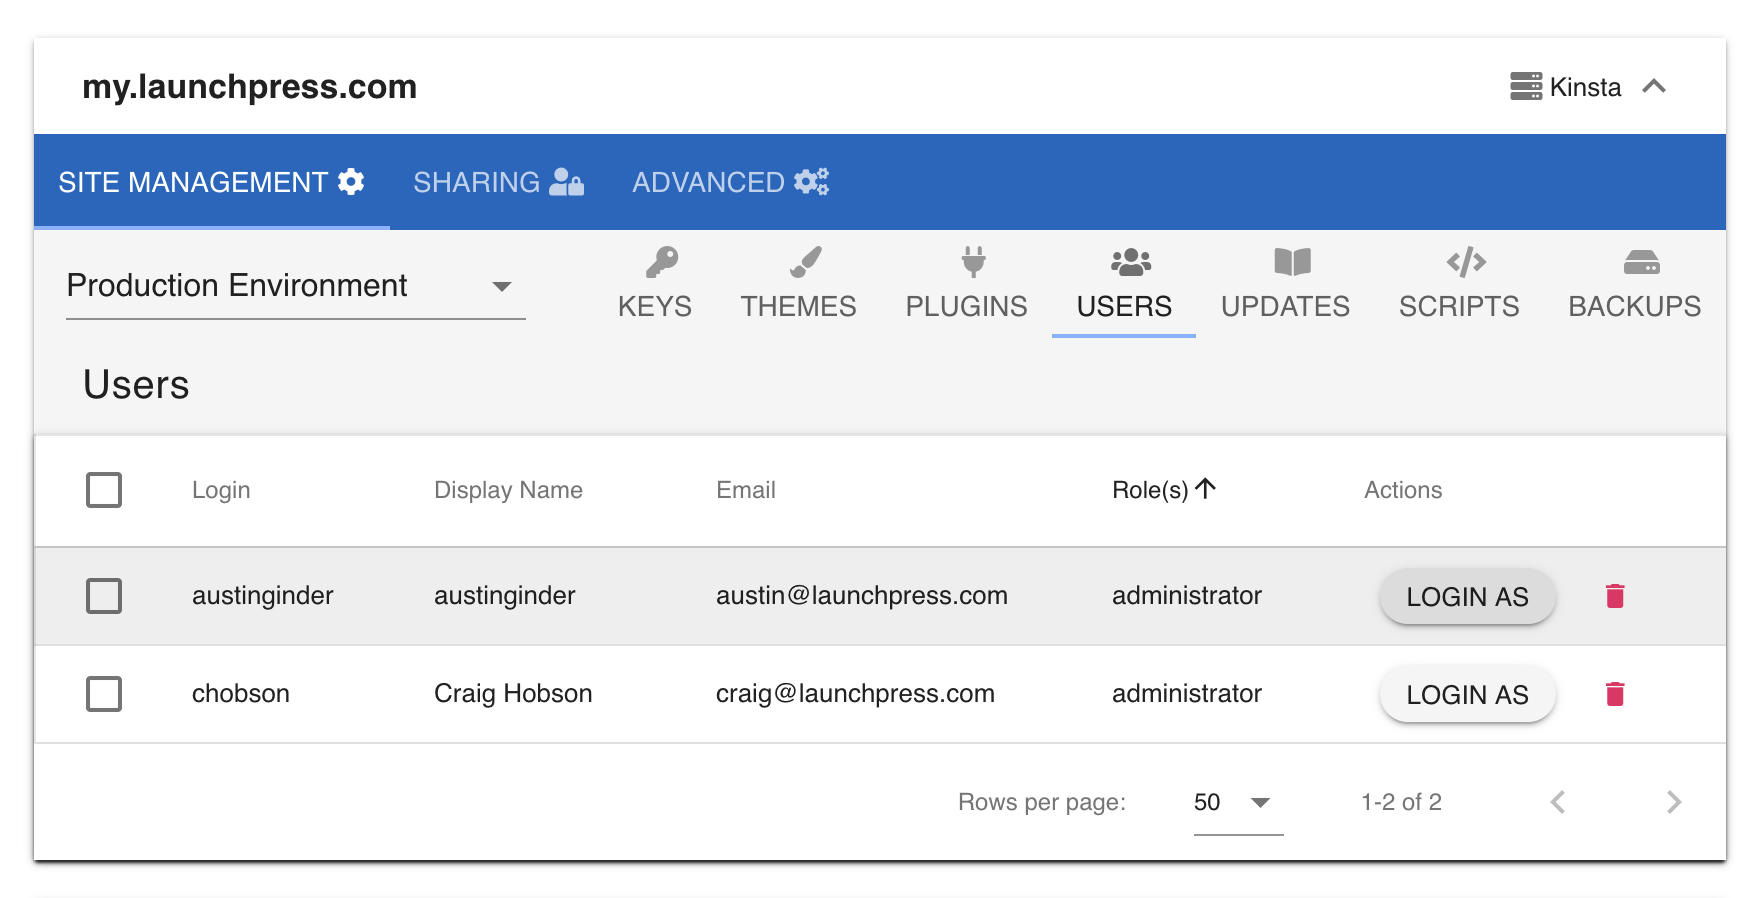 my.launchpress.com Kinsta
SITE MANAGEMENT SHARING ADVANCED
Production Environment KEYS THEMES PLUGINS USERS UPDATES SCRIPTS BACKUPS
Users
Login Display Name Email Role(s) Actions
austinginder austinginder austin@launchpress.com administrator LOGIN AS
chobson Craig Hobson craig@launchpress.com administrator LOGIN AS
Rows per page: 50 1-2 of 2